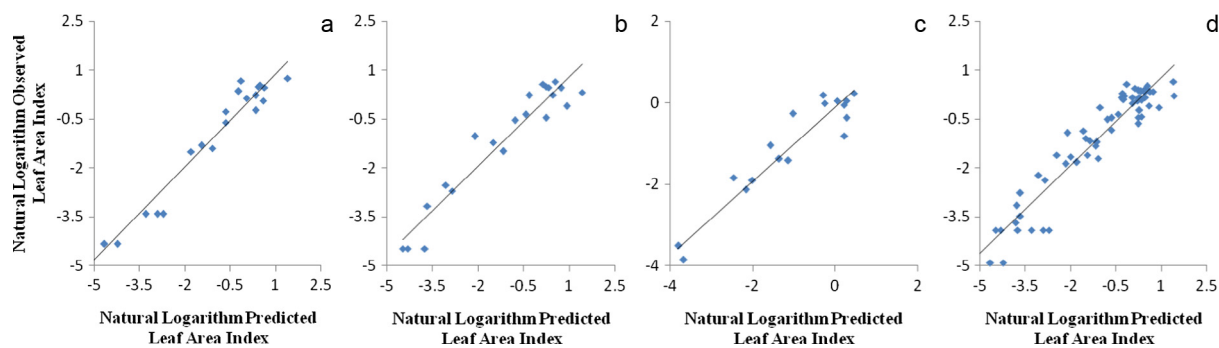 a
b
c
d
Natural Logarithm Observed
Leaf Area Index
2.5
1
-0.5
-2
-3.5
-5
-5 -3.5 -2 -0.5 1 2.5
Natural Logarithm Predicted
Leaf Area Index
2.5
1
-0.5
-2
-3.5
-5
-5 -3.5 -2 -0.5 1 2.5
Natural Logarithm Predicted
Leaf Area Index
2
0
-2
-4
-4 -2 0 2
Natural Logarithm Predicted
Leaf Area Index
2.5
1
-0.5
-2
-3.5
-5
-5 -3.5 -2 -0.5 1 2.5
Natural Logarithm Predicted
Leaf Area Index